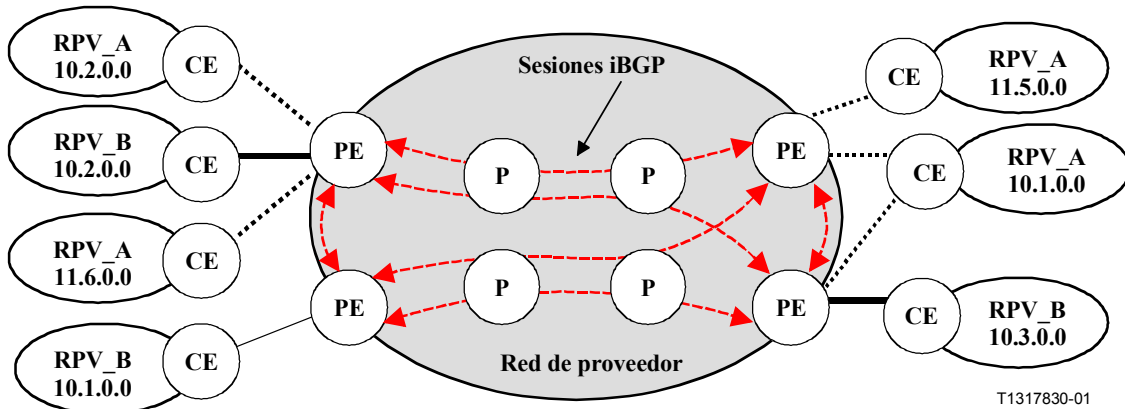 RPV_A
10.2.0.0
CE
RPV_B
10.2.0.0
CE
RPV_A
11.6.0.0
CE
RPV_B
10.1.0.0
CE
Sesiones iBGP
PE
P
P
PE
PE
P
P
PE
Red de proveedor
CE
RPV_A
11.5.0.0
CE
RPV_A
10.1.0.0
CE
RPV_B
10.3.0.0
T1317830-01